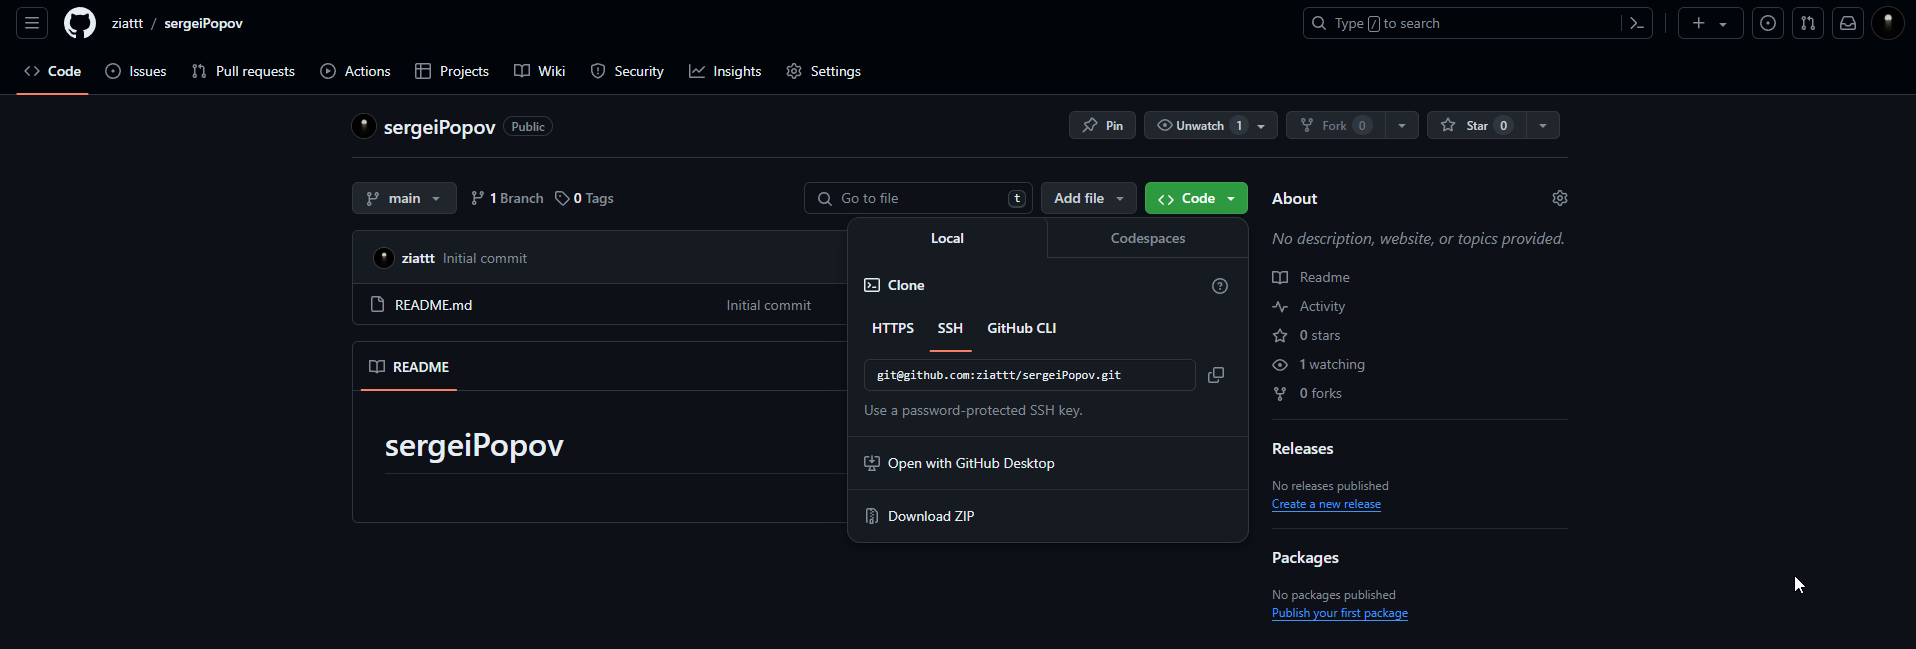 ziattt / sergeiPopov
Type / to search
Code Issues Pull requests Actions Projects Wiki Security Insights Settings
sergeiPopov Public
Pin Unwatch 1 Fork 0 Star 0
main 1 Branch 0 Tags
Go to file t Add file Code
ziattt Initial commit
README.md Initial commit
README
sergeiPopov
Local Codespaces
Clone
HTTPS SSH GitHub CLI
git@github.com:ziattt/sergeiPopov.git
Use a password-protected SSH key.
Open with GitHub Desktop
Download ZIP
About
No description, website, or topics provided.
Readme
Activity
0 stars
1 watching
0 forks
Releases
No releases published
Create a new release
Packages
No packages published
Publish your first package